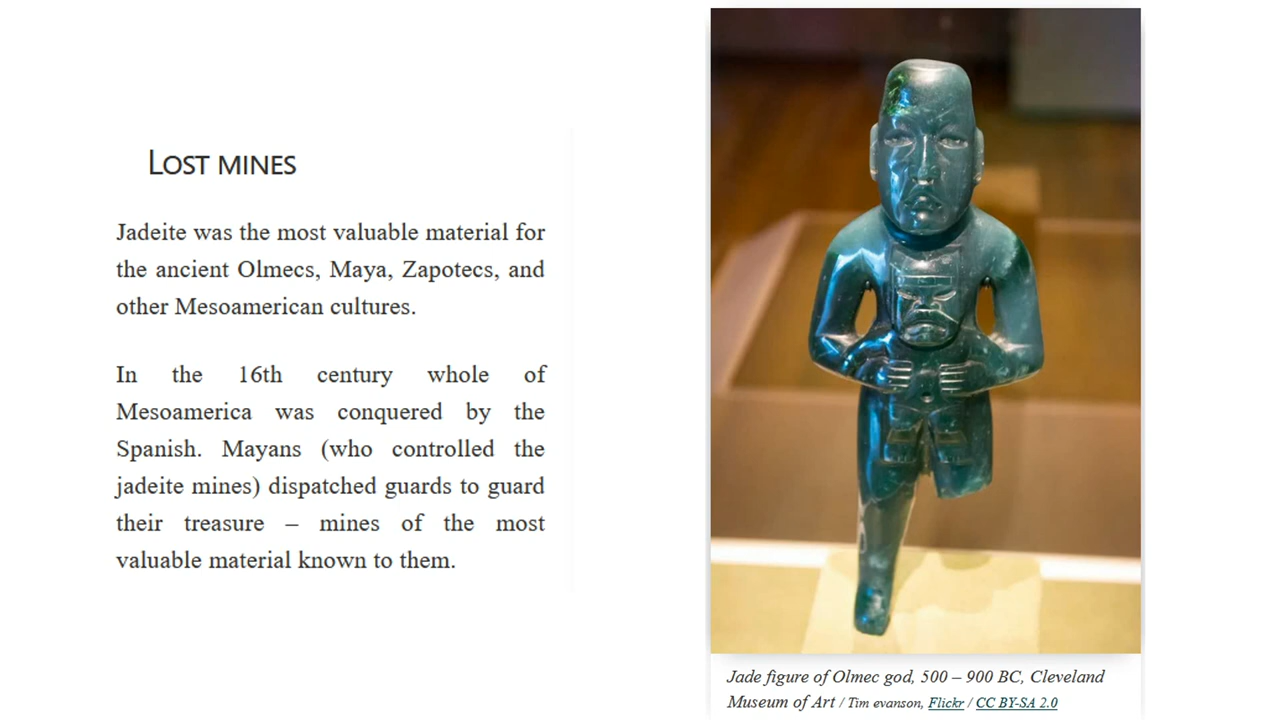 LOST MINES
Jadeite was the most valuable material for
the ancient Olmecs, Maya, Zapotecs, and
other Mesoamerican cultures.
In the 16th century whole of
Mesoamerica was conquered by the
Spanish. Mayans (who controlled the
jadeite mines) dispatched guards to guard
their treasure – mines of the most
valuable material known to them.
Jade figure of Olmec god, 500 – 900 BC, Cleveland
Museum of Art / Tim evanson, Flickr / CC BY-SA 2.0